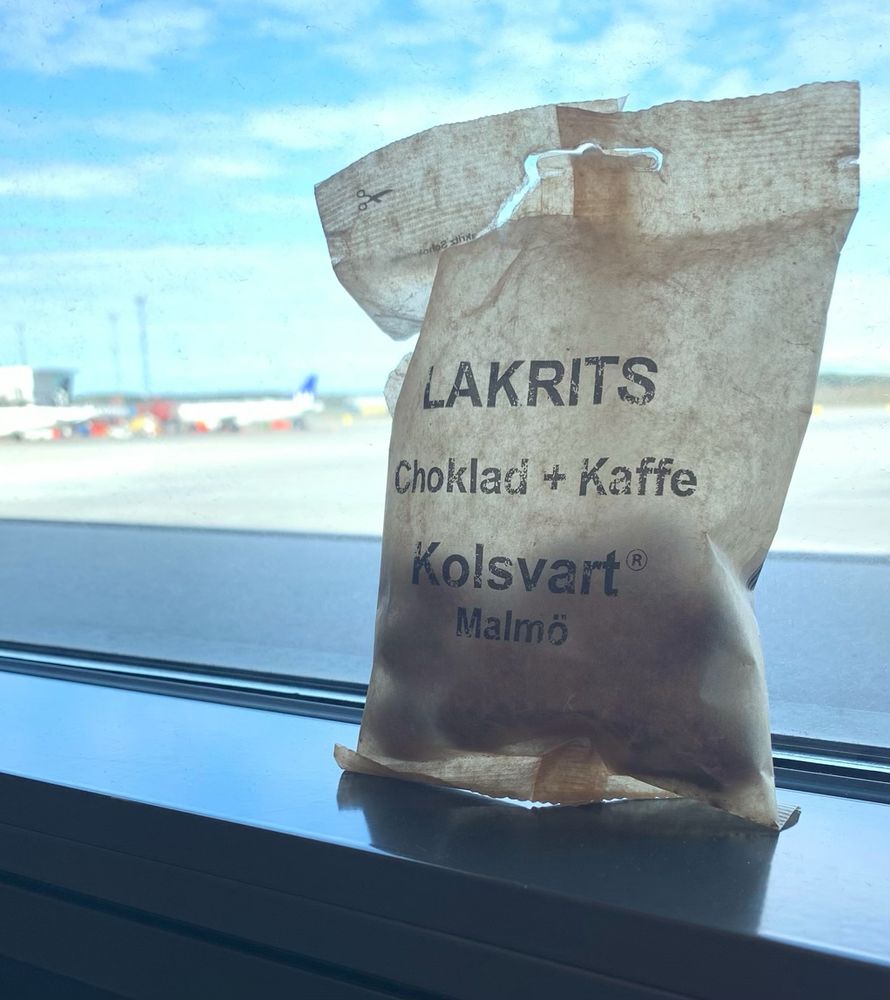 LAKRITS
Choklad + Kaffe
Kolsvart®
Malmö